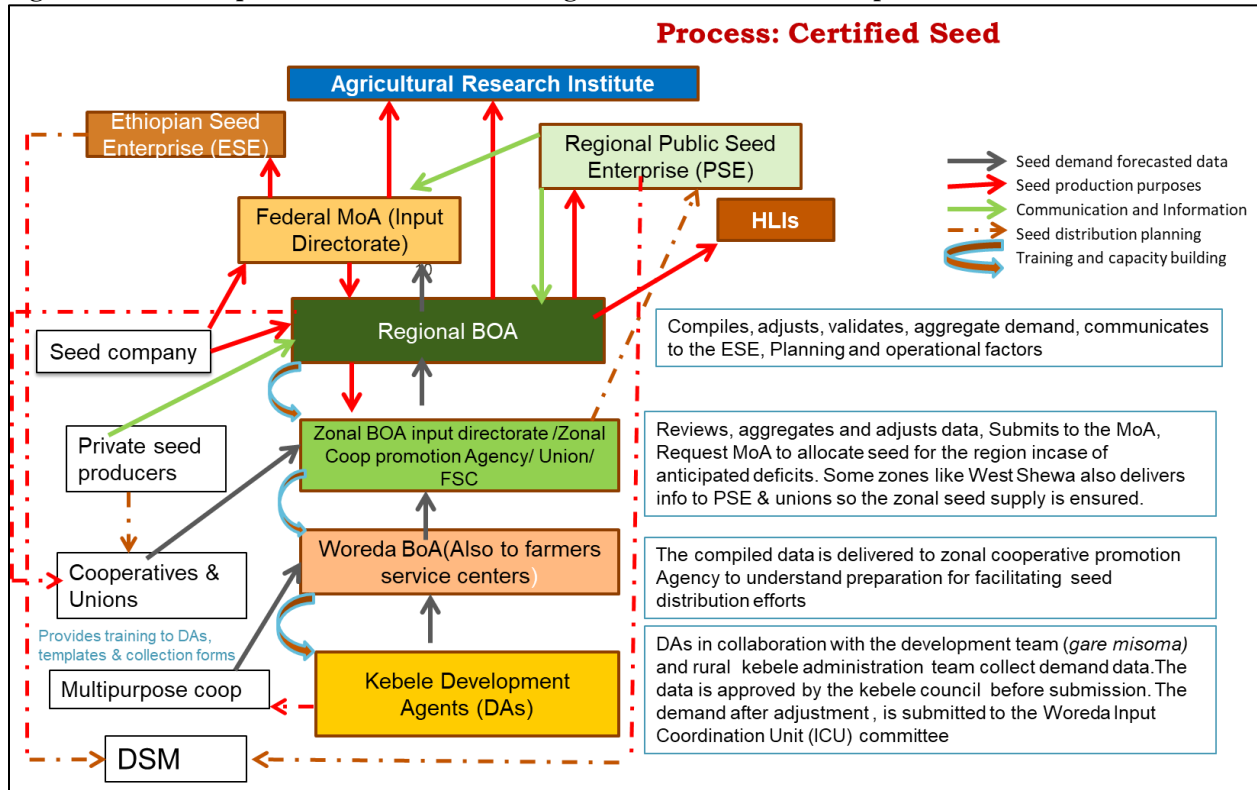 Process: Certified Seed
Agricultural Research Institute
Ethiopian Seed
Enterprise (ESE)
Regional Public Seed
Enterprise (PSE)
Seed demand forecasted data
Seed production purposes
Communication and Information
Seed distribution planning
Training and capacity building
Federal MoA (Input
Directorate)
HLIs
10
Regional BOA
Seed company
Compiles, adjusts, validates, aggregate demand, communicates
to the ESE, Planning and operational factors
Private seed
producers
Zonal BOA input directorate /Zonal
Coop promotion Agency/ Union/
FSC
Reviews, aggregates and adjusts data, Submits to the MoA,
Request MoA to allocate seed for the region incase of
anticipated deficits. Some zones like West Shewa also delivers
info to PSE & unions so the zonal seed supply is ensured.
Cooperatives &
Unions
Woreda BoA(Also to farmers
service centers)
The compiled data is delivered to zonal cooperative promotion
Agency to understand preparation for facilitating seed
distribution efforts
Provides training to DAs,
templates & collection forms
Multipurpose coop
Kebele Development
Agents (DAs)
DAs in collaboration with the development team (gare misoma)
and rural kebele administration team collect demand data.The
data is approved by the kebele council before submission. The
demand after adjustment , is submitted to the Woreda Input
Coordination Unit (ICU) committee
DSM